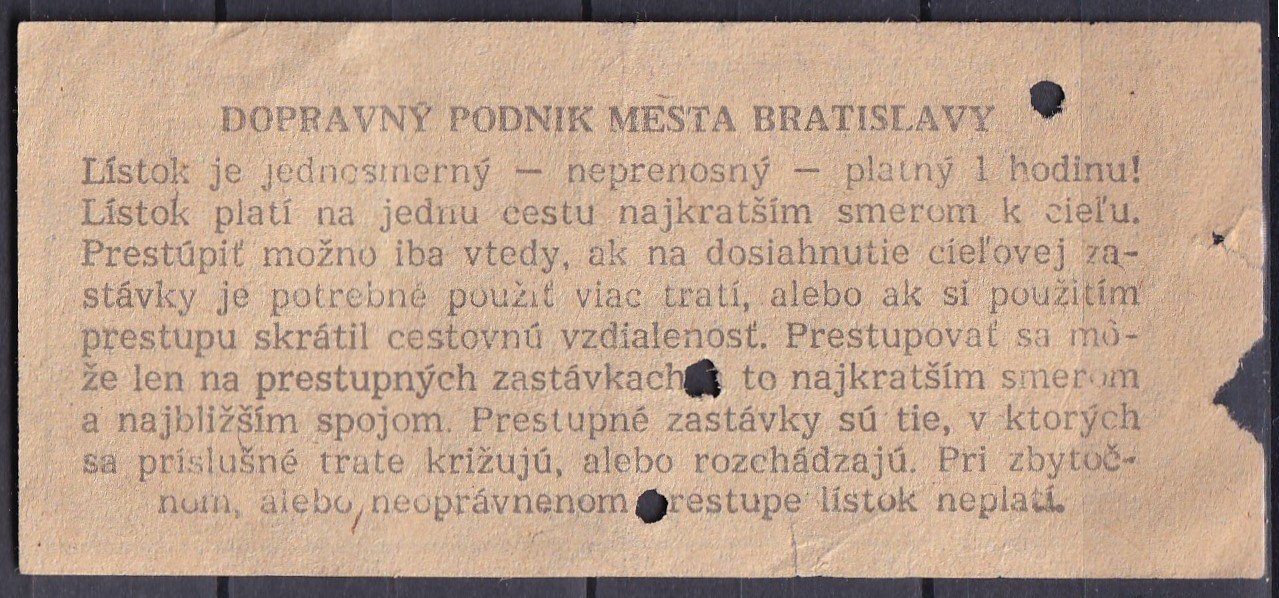 DOPRAVNÝ PODNIK MESTA BRATISLAVY
Lístok je jednosmerný — neprenosný — platný 1 hodinu!
Lístok platí na jednu cestu najkratším smerom k cieľu.
Prestúpiť možno iba vtedy, ak na dosiahnutie cieľovej za-
stávky je potrebné použiť viac tratí, alebo ak si použitím
prestupu skrátil cestovnú vzdialenosť. Prestupovať sa mô-
že len na prestupných zastávkach to najkratším smerom
a najbližším spojom. Prestupné zastávky sú tie, v ktorých
sa príslušné trate križujú, alebo rozchádzajú. Pri zbytoč-
nom, alebo neoprávnenom prestupe lístok neplatí.